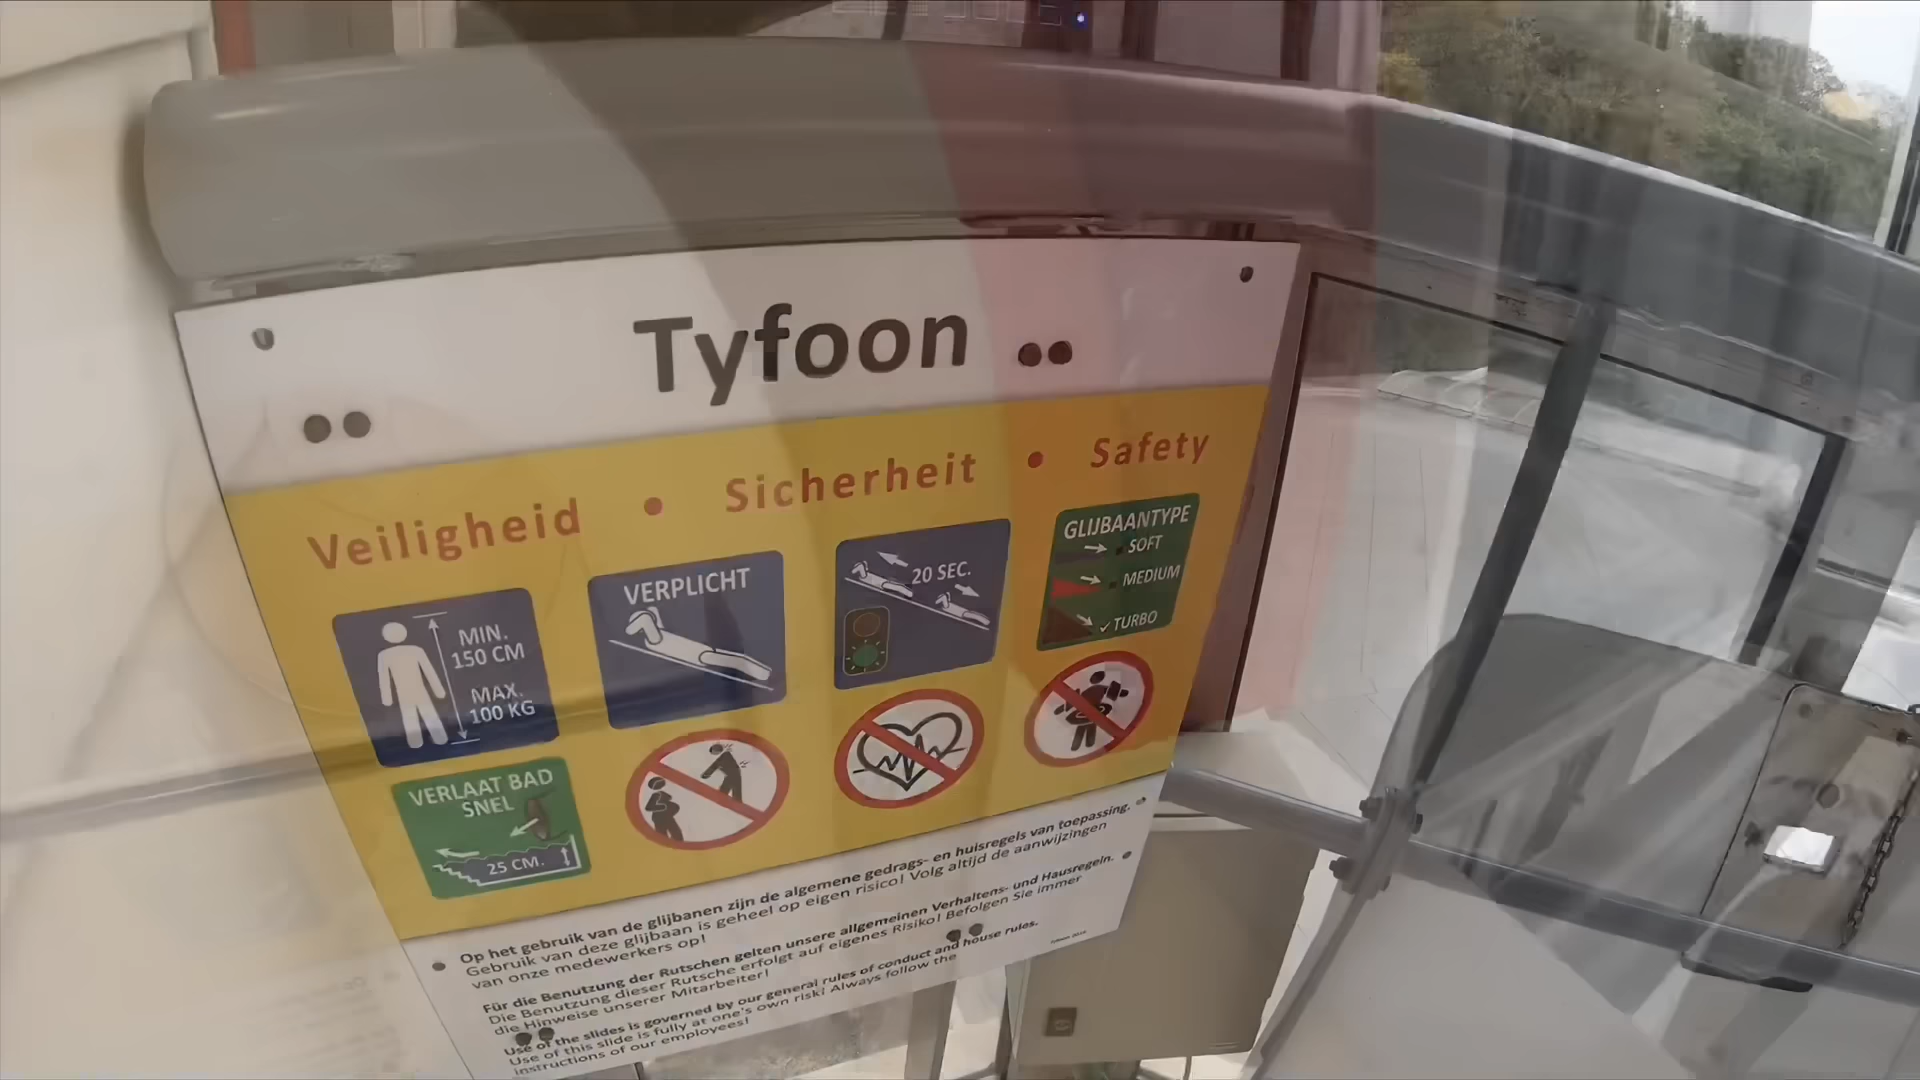 Tyfoon
Veiligheid • Sicherheit • Safety
MIN.
150 CM
MAX.
100 KG
VERPLICHT
20 SEC.
GLIJBAANTYPE
SOFT
MEDIUM
✓ TURBO
VERLAAT BAD
SNEL
25 CM.
Op het gebruik van de glijbanen zijn de algemene gedrags- en huisregels van toepassing.
Gebruik van deze glijbaan is geheel op eigen risico! Volg altijd de aanwijzingen
van onze medewerkers op!
Für die Benutzung der Rutschen gelten unsere allgemeinen Verhaltens- und Hausregeln.
Die Benutzung dieser Rutsche erfolgt auf eigenes Risiko! Befolgen Sie immer
die Hinweise unserer Mitarbeiter!
Use of the slides is governed by our general rules of conduct and house rules.
Use of this slide is fully at one's own risk! Always follow the
instructions of our employees!